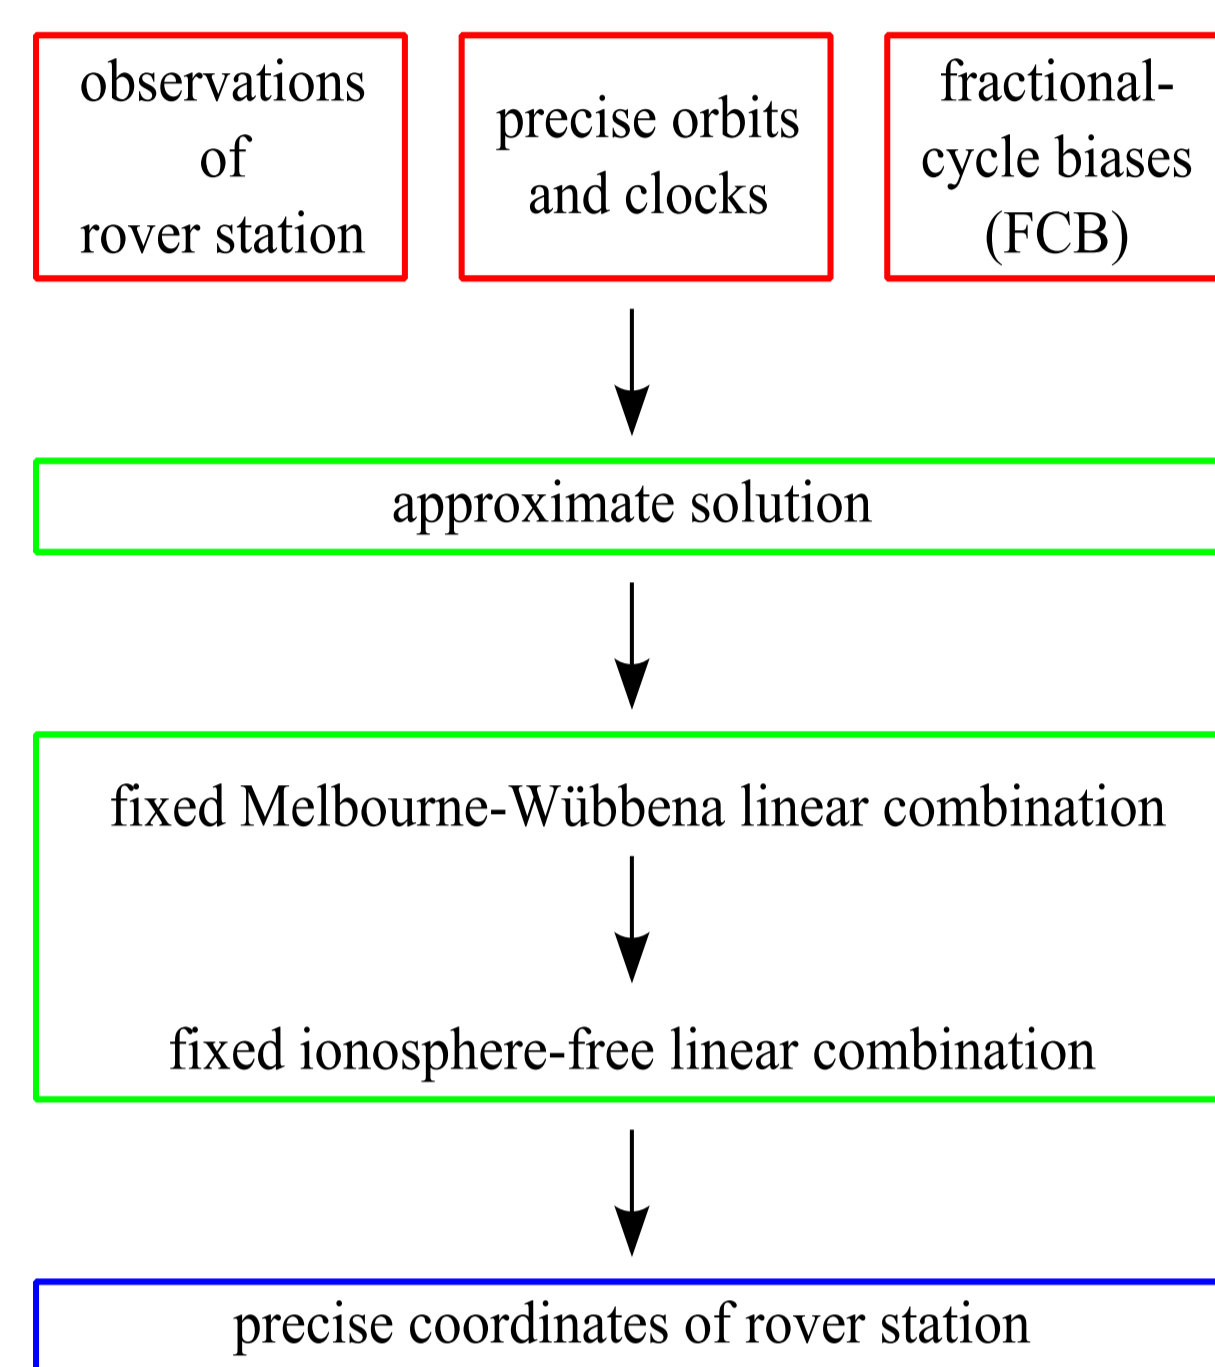 observations
of
rover station
precise orbits
and clocks
fractional-
cycle biases
(FCB)
approximate solution
fixed Melbourne-Wübbena linear combination
fixed ionosphere-free linear combination
precise coordinates of rover station